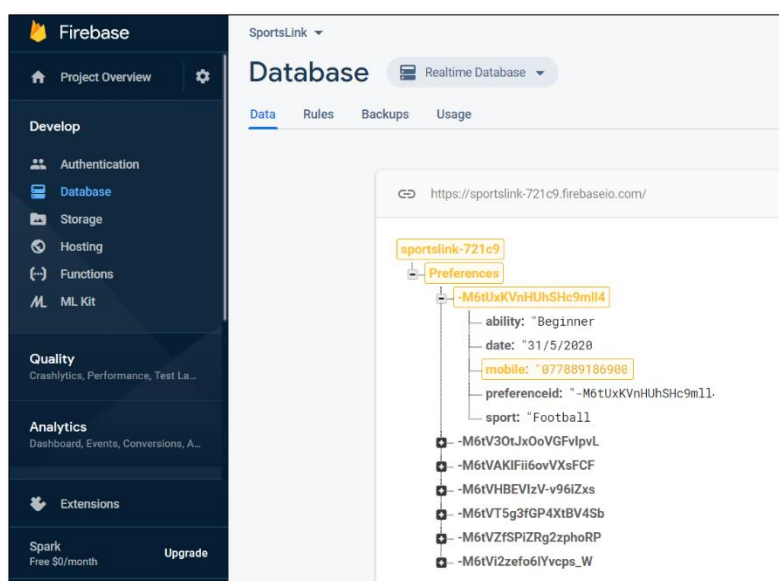 Firebase
Project Overview
Develop
Authentication
Database
Storage
Hosting
Functions
ML Kit
Quality
Crashlytics, Performance, Test La...
Analytics
Dashboard, Events, Conversions, A...
Extensions
Spark
Free $0/month
Upgrade
SportsLink
Database
Realtime Database
Data Rules Backups Usage
https://sportslink-721c9.firebaseio.com/
sportslink-721c9
Preferences
-M6tUxKVnHUhSHc9mll4
ability: "Beginner
date: "31/5/2020
mobile: "077889186900
preferenceid: "-M6tUxKVnHUhSHc9mll
sport: "Football
-M6tV3OtJxOoVGFvIpvL
-M6tVAKIFii6ovVXsFCF
-M6tVHBEVIzV-v96iZxs
-M6tVT5g3fGP4XtBV4Sb
-M6tVZfSPiZRg2zphoRP
-M6tVi2zefo6lYvcps_W